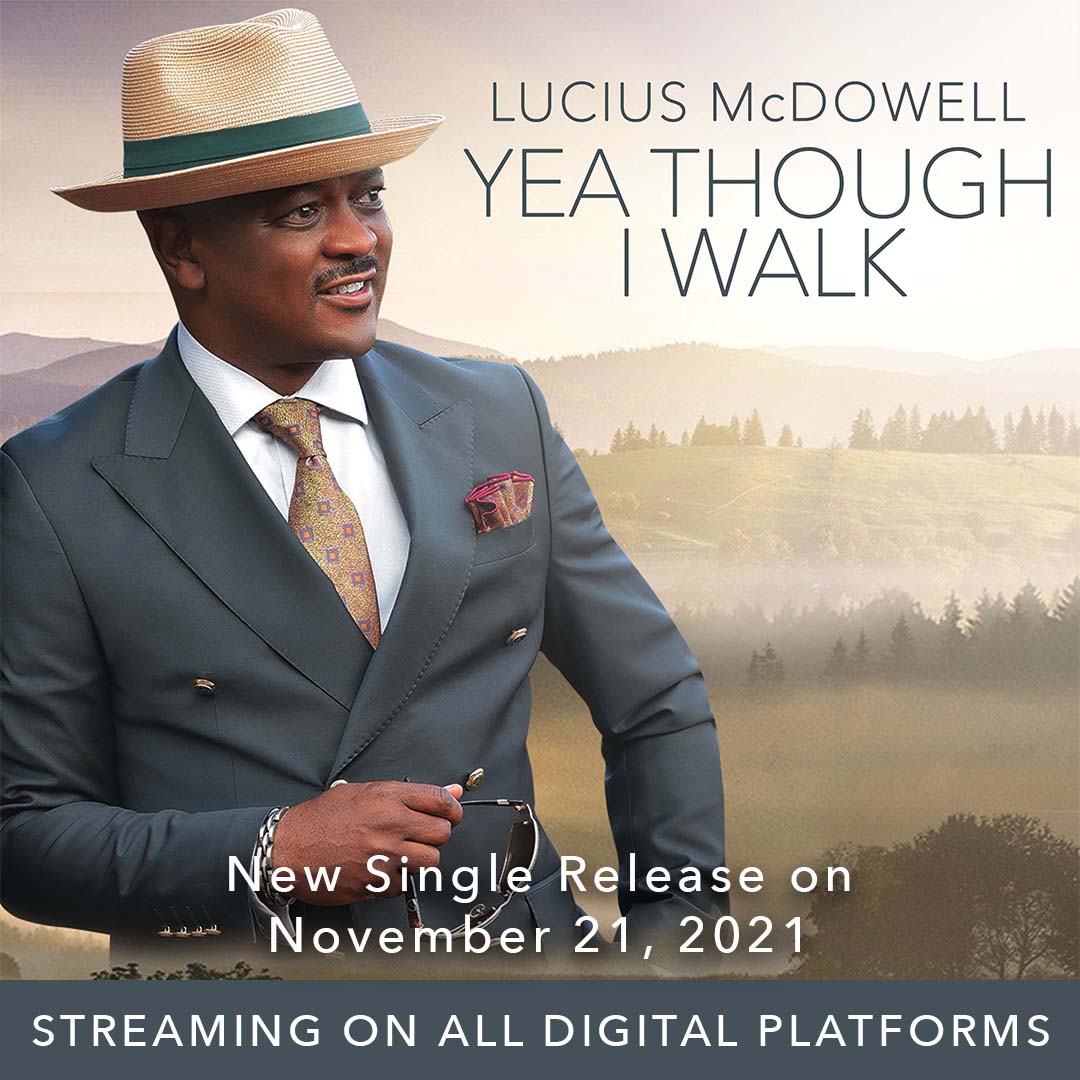 LUCIUS McDOWELL
YEA THOUGH
I WALK
New Single Release on
November 21, 2021
STREAMING ON ALL DIGITAL PLATFORMS